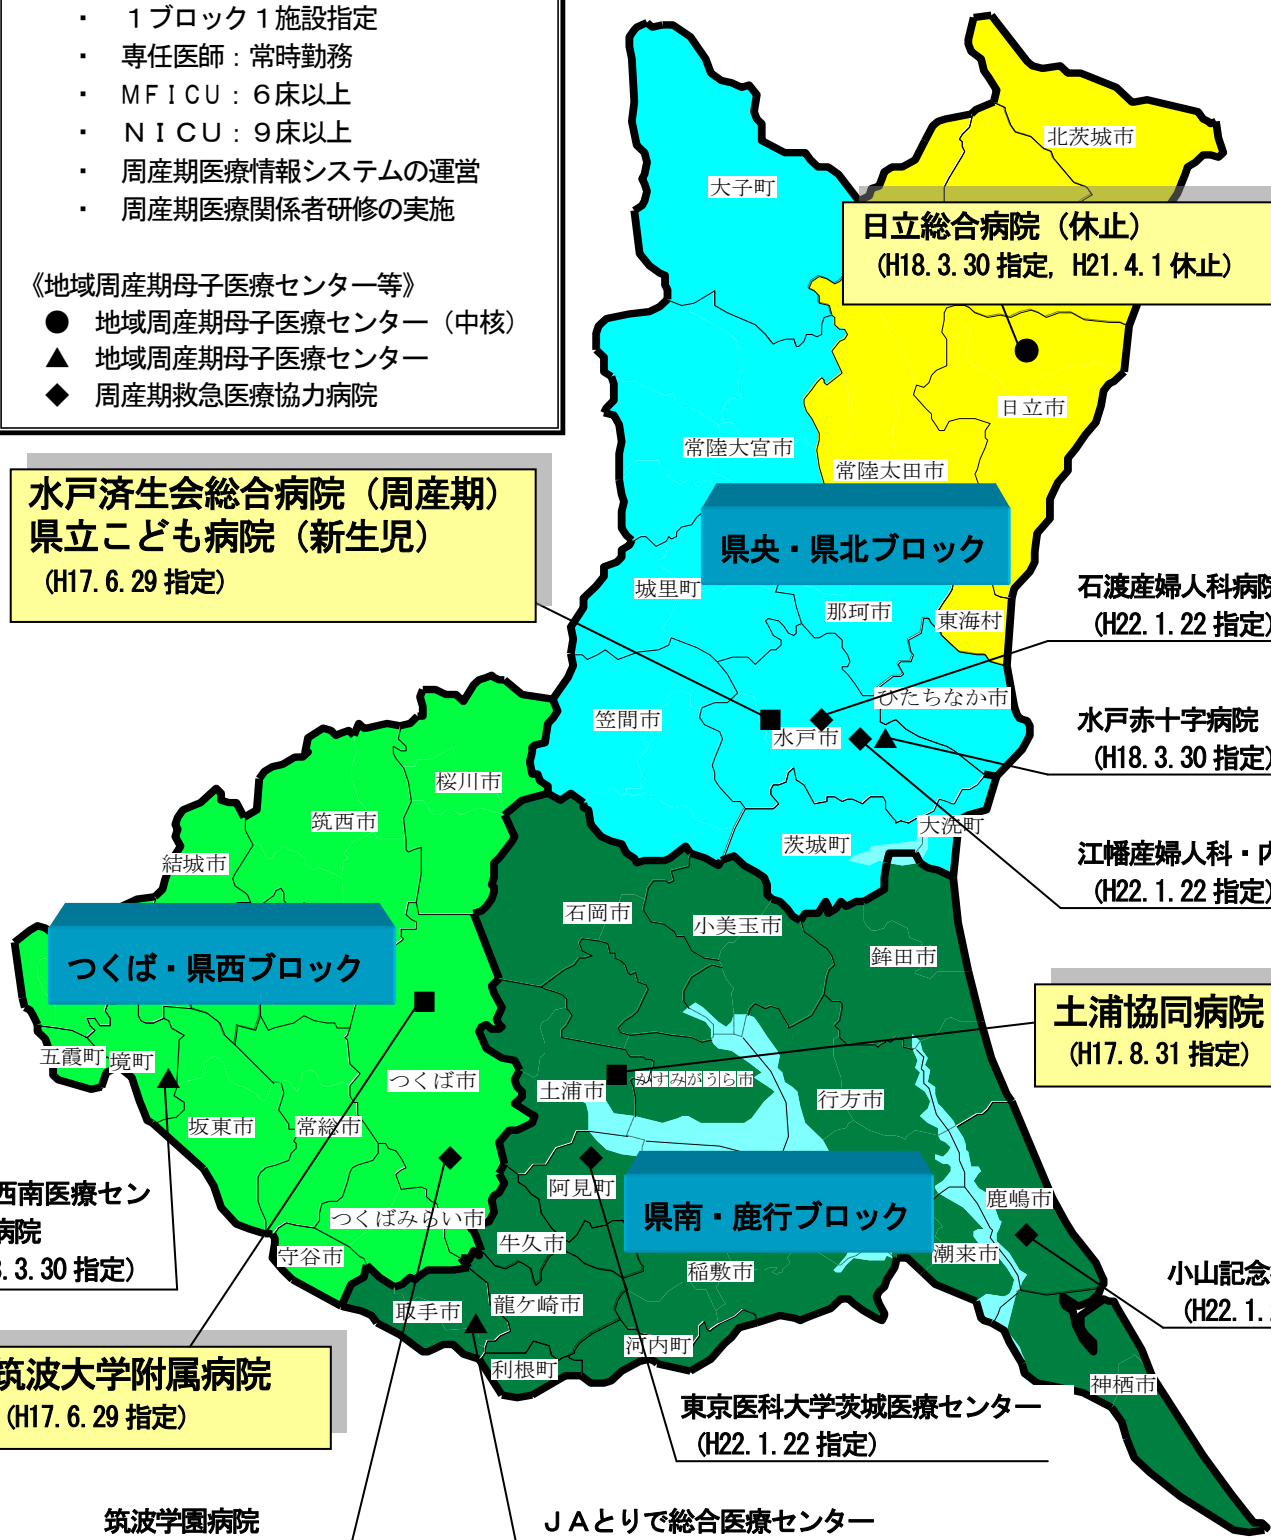 ・ １ブロック１施設指定
・ 専任医師：常時勤務
・ ＭＦＩＣＵ：６床以上
・ ＮＩＣＵ：９床以上
・ 周産期医療情報システムの運営
・ 周産期医療関係者研修の実施
《地域周産期母子医療センター等》
● 地域周産期母子医療センター（中核）
▲ 地域周産期母子医療センター
◆ 周産期救急医療協力病院
北茨城市
大子町
日立総合病院（休止）
(H18.3.30 指定, H21.4.1 休止)
日立市
常陸大宮市
常陸太田市
水戸済生会総合病院（周産期）
県立こども病院（新生児）
(H17.6.29 指定)
県央・県北ブロック
城里町
那珂市
東海村
石渡産婦人科病院
(H22.1.22 指定)
ひたちなか市
笠間市
水戸市
水戸赤十字病院
(H18.3.30 指定)
桜川市
筑西市
大洗町
茨城町
結城市
江幡産婦人科・内
(H22.1.22 指定)
石岡市
小美玉市
鉾田市
つくば・県西ブロック
土浦協同病院
(H17.8.31 指定)
五霞町
境町
つくば市
土浦市
かすみがうら市
行方市
坂東市
常総市
阿見町
西南医療セン
病院
3.30 指定)
県南・鹿行ブロック
鹿嶋市
つくばみらい市
守谷市
牛久市
稲敷市
潮来市
小山記念
(H22.1.
取手市
龍ケ崎市
河内町
利根町
神栖市
筑波大学附属病院
(H17.6.29 指定)
東京医科大学茨城医療センター
(H22.1.22 指定)
筑波学園病院
ＪＡとりで総合医療センター